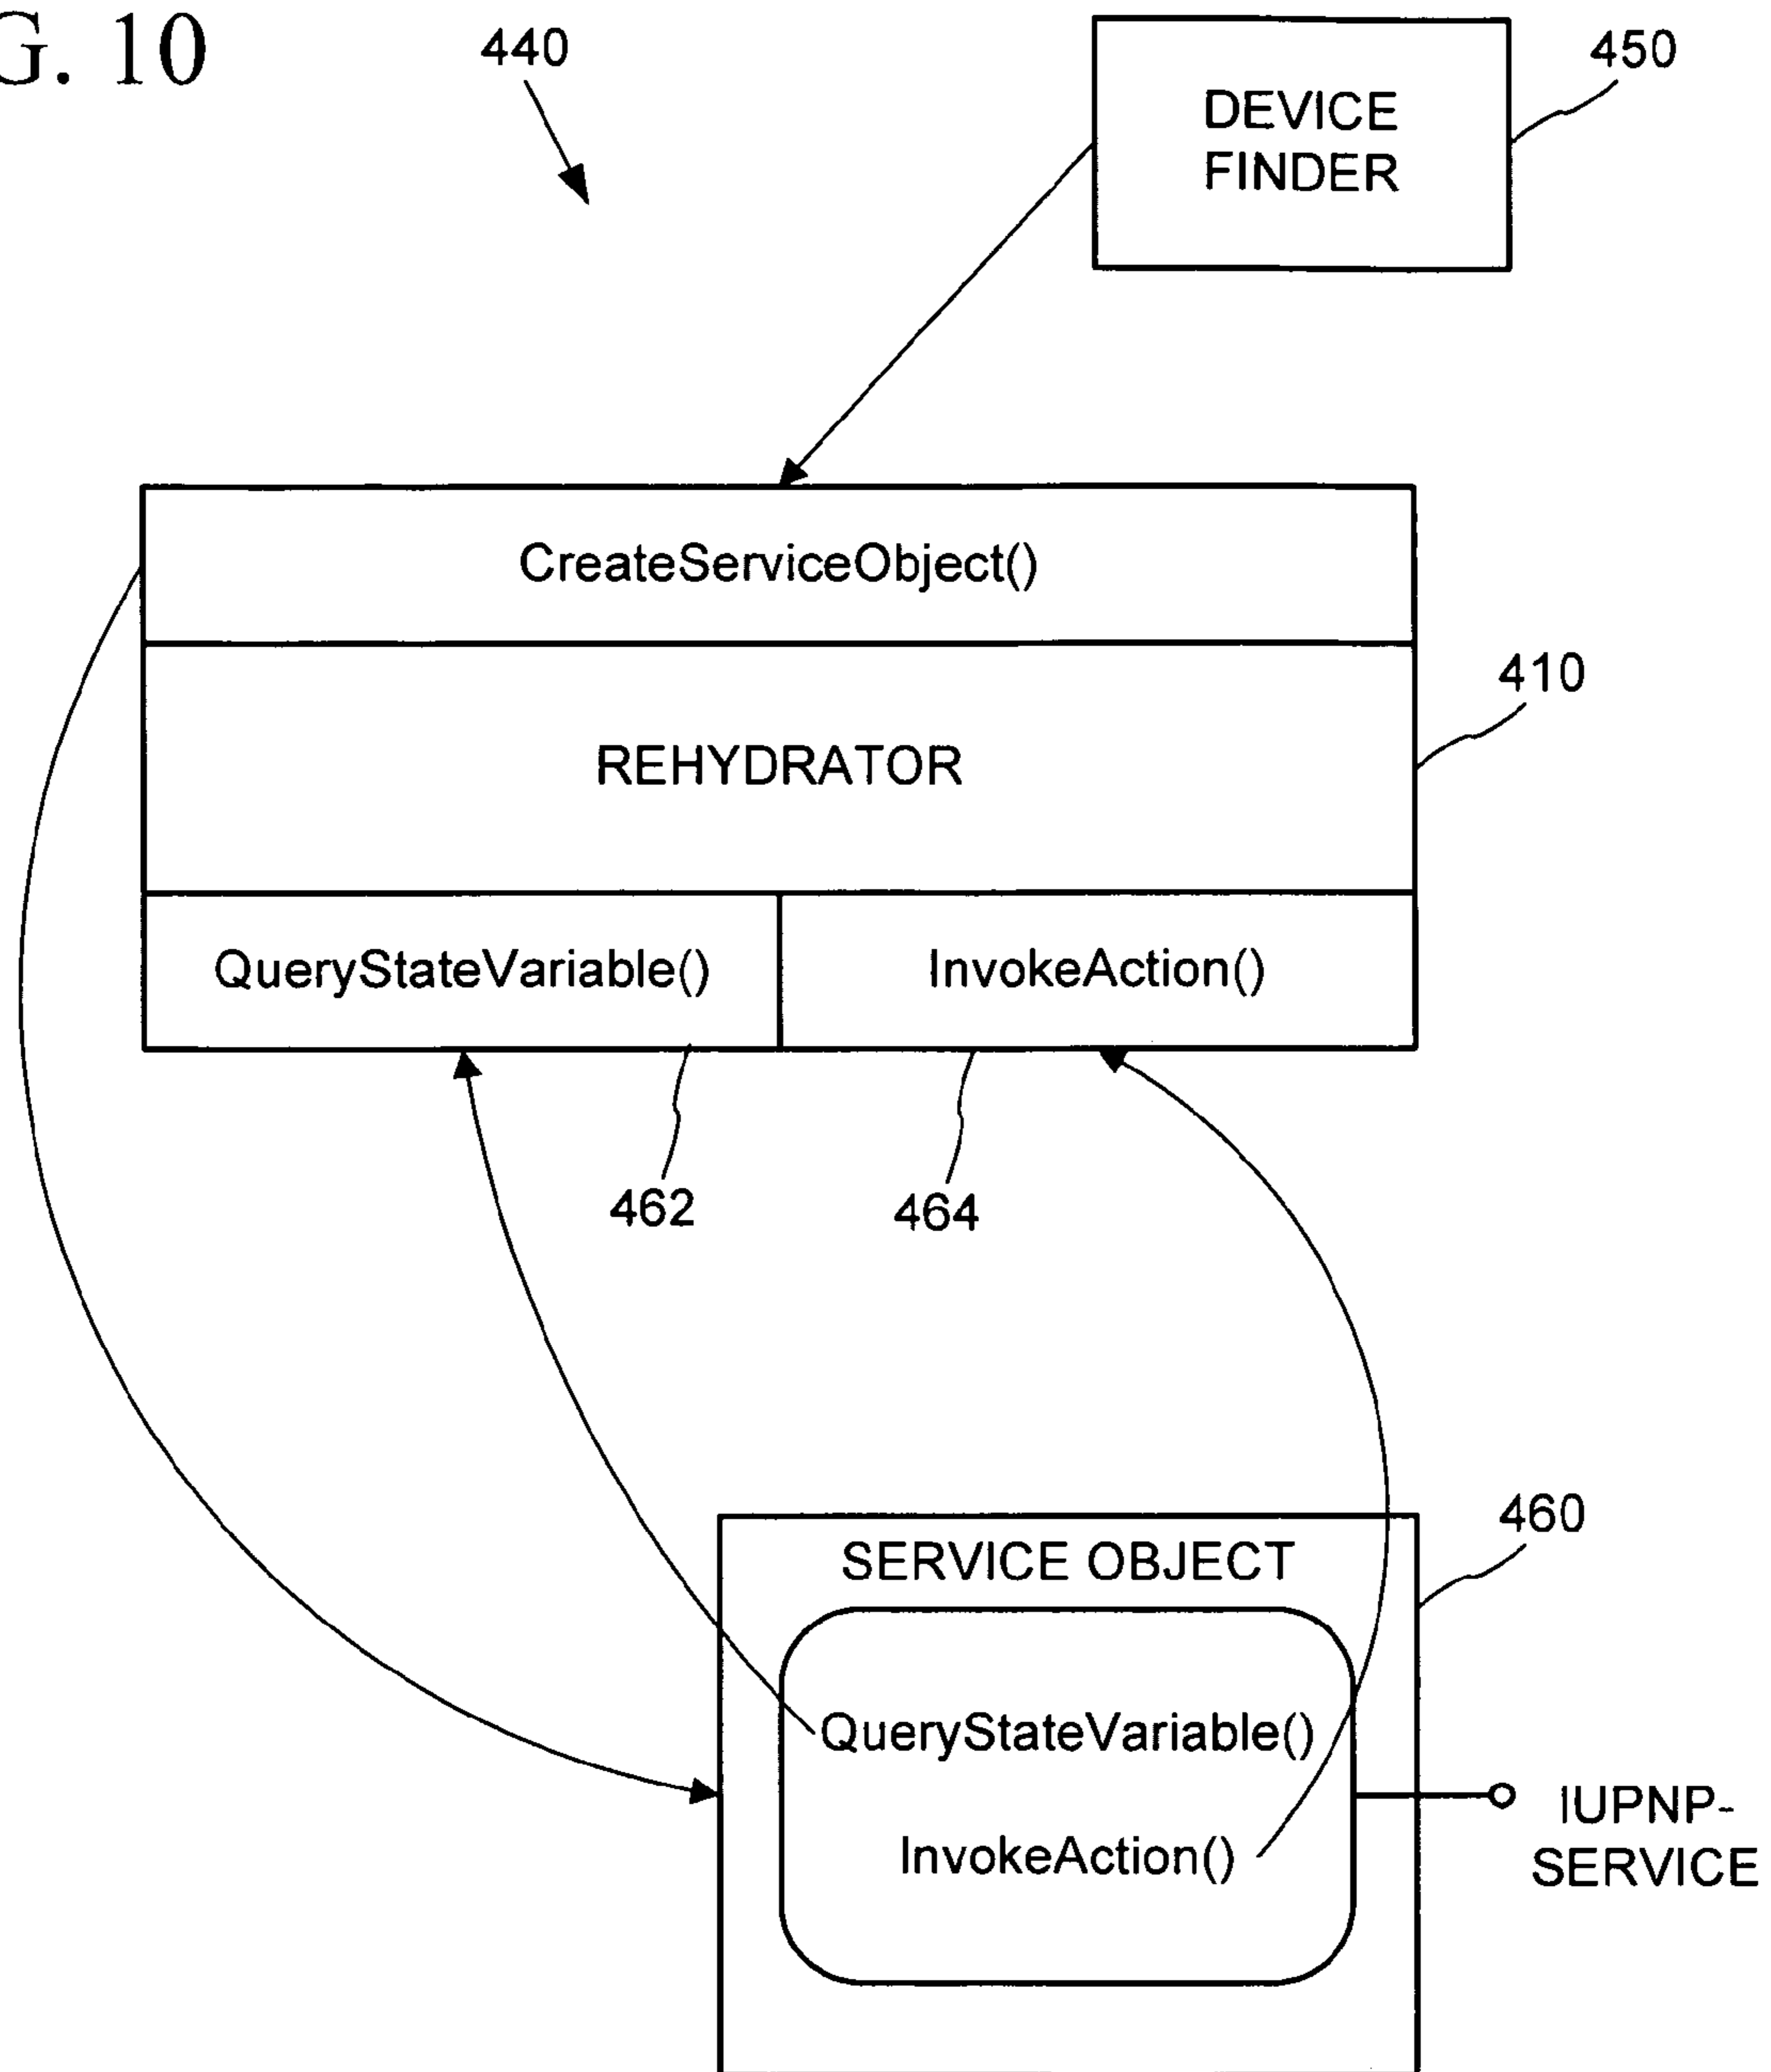 G. 10
440
450
DEVICE
FINDER
CreateServiceObject()
410
REHYDRATOR
QueryStateVariable()
InvokeAction()
462
464
460
SERVICE OBJECT
QueryStateVariable()
InvokeAction()
IUPNP-
SERVICE